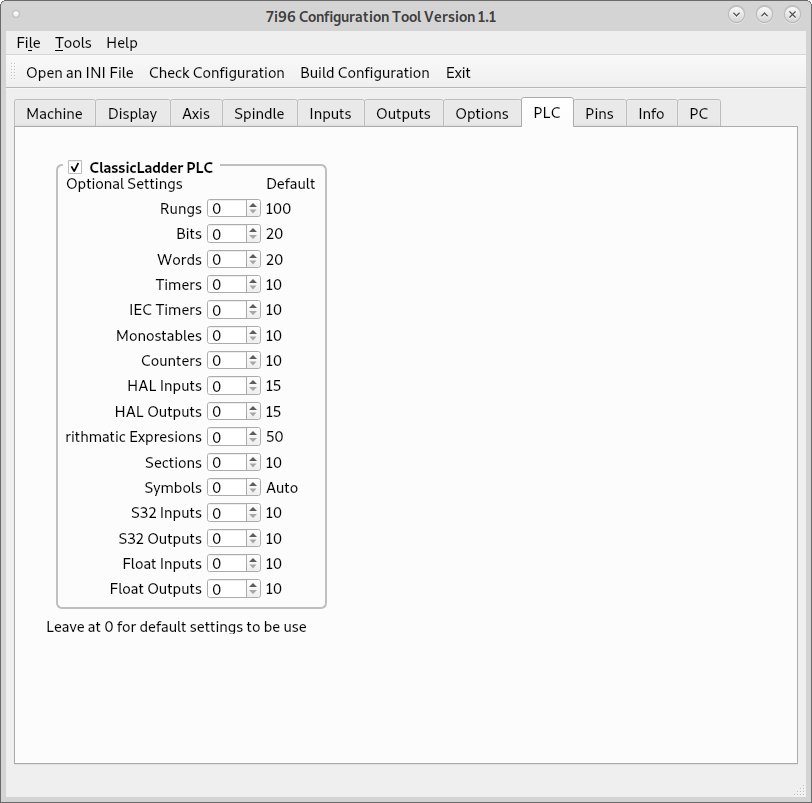 7i96 Configuration Tool Version 1.1
File Tools Help
Open an INI File Check Configuration Build Configuration Exit
Machine Display Axis Spindle Inputs Outputs Options PLC Pins Info PC
ClassicLadder PLC
Optional Settings Default
Rungs 0 100
Bits 0 20
Words 0 20
Timers 0 10
IEC Timers 0 10
Monostables 0 10
Counters 0 10
HAL Inputs 0 15
HAL Outputs 0 15
rithmatic Expresions 0 50
Sections 0 10
Symbols 0 Auto
S32 Inputs 0 10
S32 Outputs 0 10
Float Inputs 0 10
Float Outputs 0 10
Leave at 0 for default settings to be use